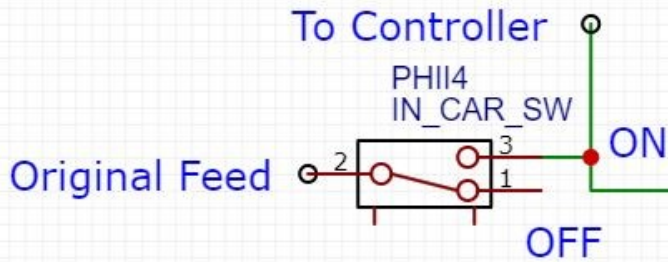 To Controller
PHII4
IN_CAR_SW
3
ON
2
Original Feed
1
OFF